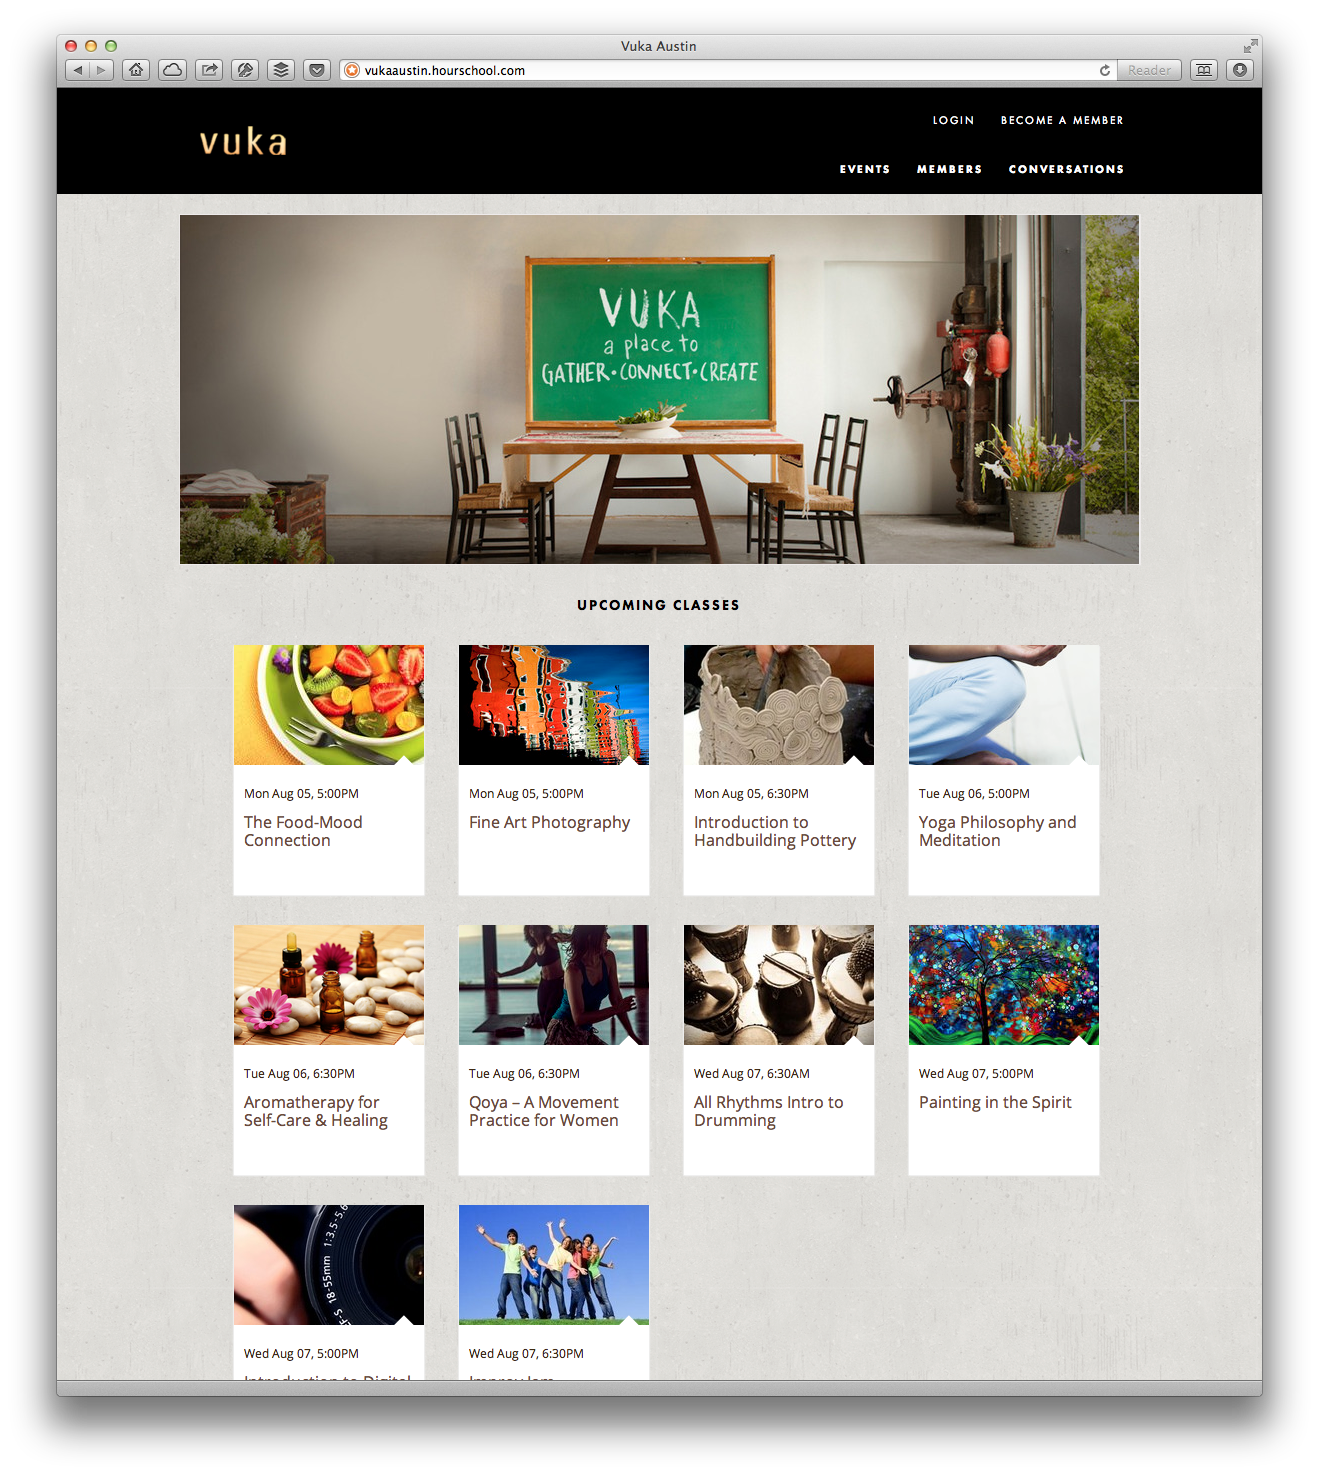 Vuka Austin
vukaaustin.hourschool.com
Reader
vuka
LOGIN BECOME A MEMBER
EVENTS MEMBERS CONVERSATIONS
VUKA
a place to
GATHER•CONNECT•CREATE
UPCOMING CLASSES
Mon Aug 05, 5:00PM
The Food-Mood
Connection
Mon Aug 05, 5:00PM
Fine Art Photography
Mon Aug 05, 6:30PM
Introduction to
Handbuilding Pottery
Tue Aug 06, 5:00PM
Yoga Philosophy and
Meditation
Tue Aug 06, 6:30PM
Aromatherapy for
Self-Care & Healing
Tue Aug 06, 6:30PM
Qoya – A Movement
Practice for Women
Wed Aug 07, 6:30AM
All Rhythms Intro to
Drumming
Wed Aug 07, 5:00PM
Painting in the Spirit
18-55mm 1:3.5-5.6
Wed Aug 07, 5:00PM
Introduction to Digital
Wed Aug 07, 6:30PM
Improv Jam